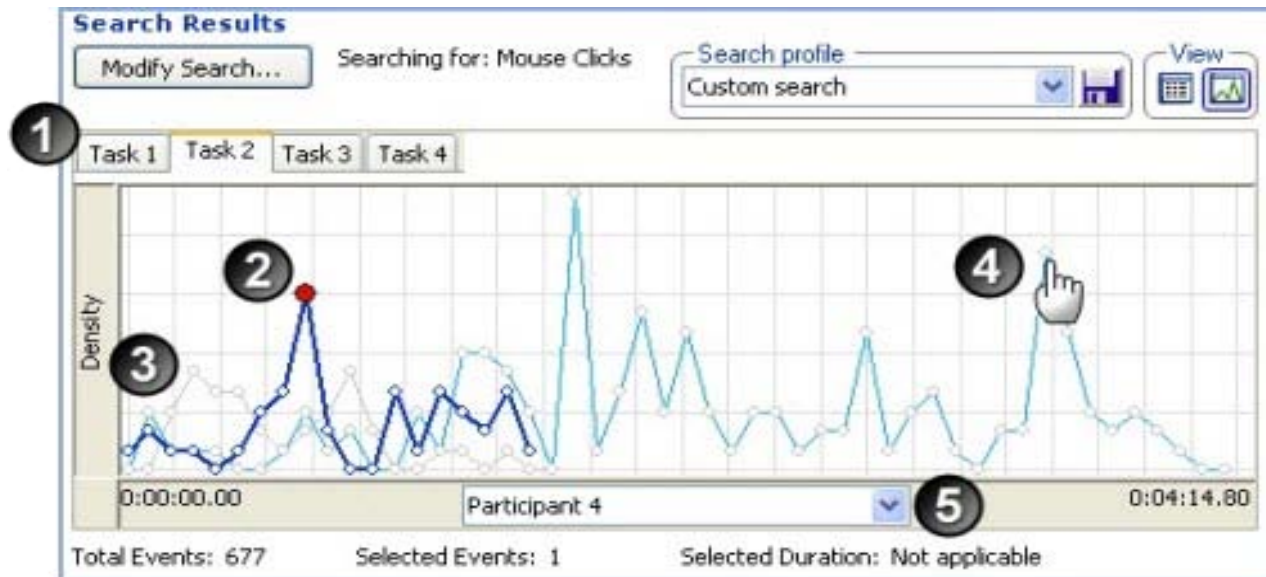 Search Results
Modify Search...
Searching for: Mouse Clicks
Search profile
Custom search
View
1
Task 1
Task 2
Task 3
Task 4
2
4
Density
3
0:00:00.00
Participant 4
5
0:04:14.80
Total Events: 677
Selected Events: 1
Selected Duration: Not applicable